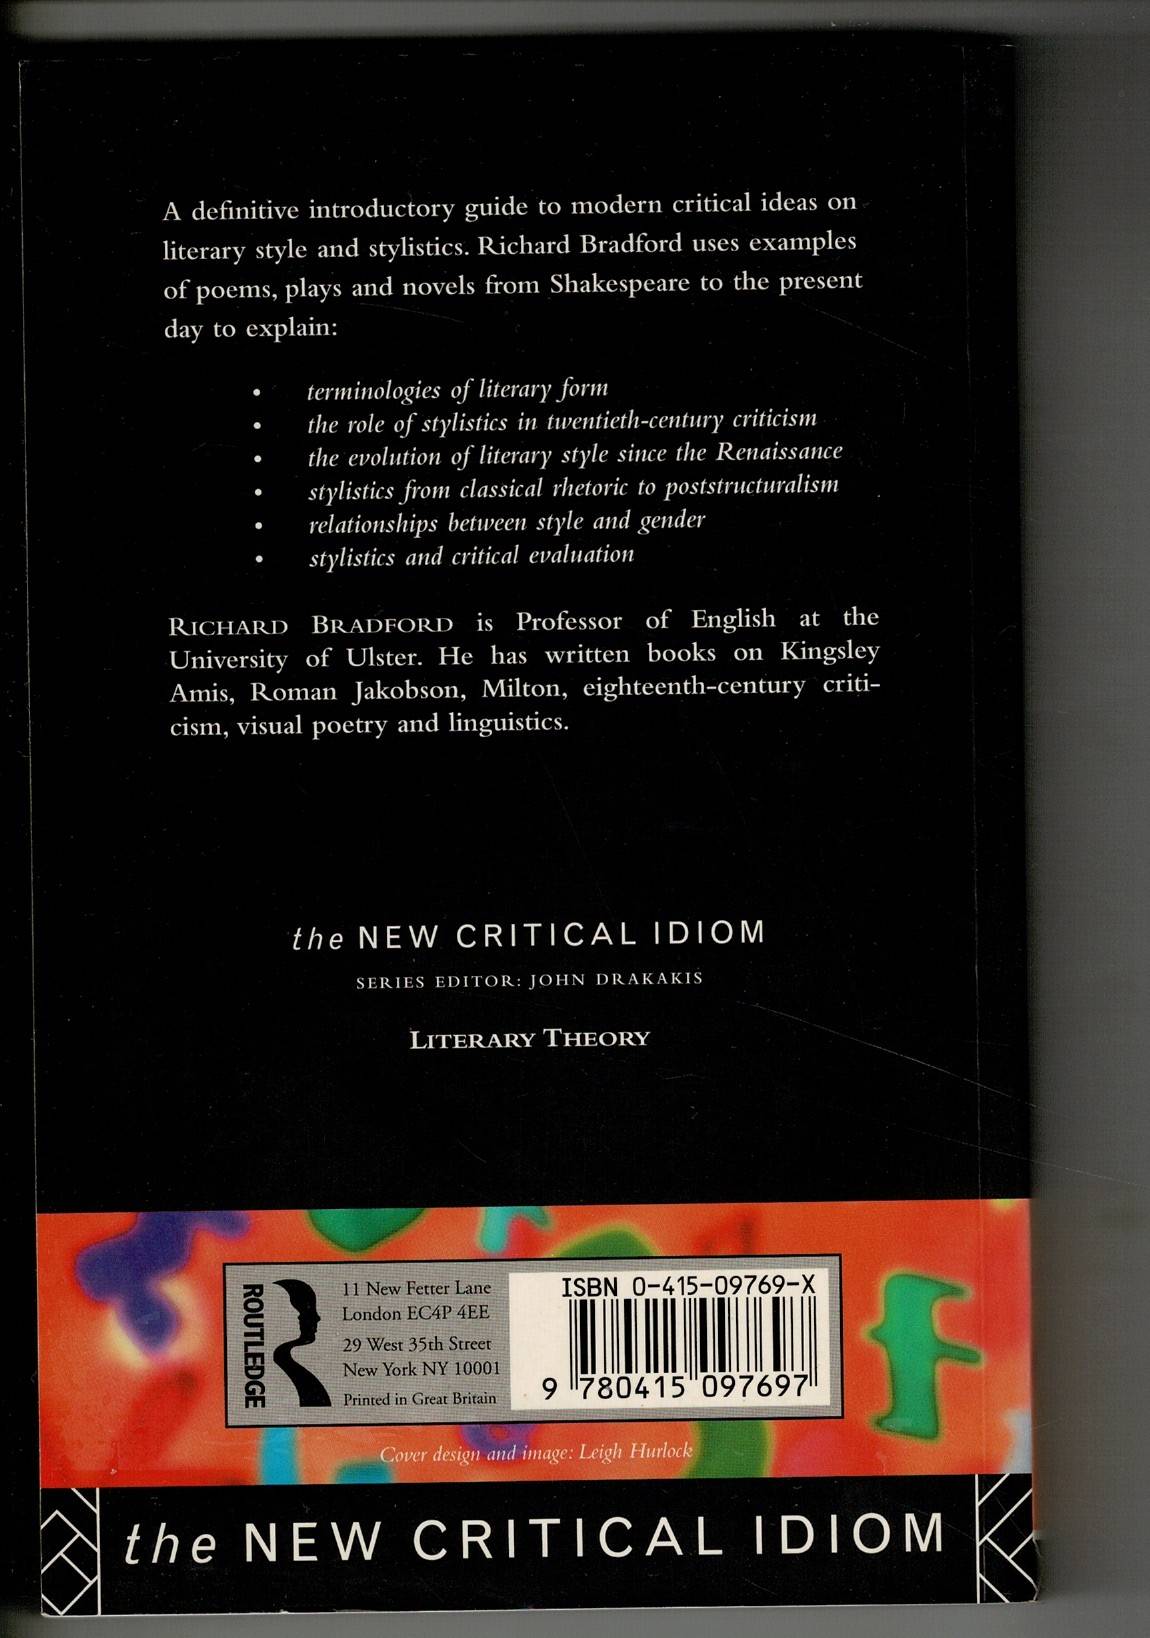 A definitive introductory guide to modern critical ideas on
literary style and stylistics. Richard Bradford uses examples
of poems, plays and novels from Shakespeare to the present
day to explain:
• terminologies of literary form
• the role of stylistics in twentieth-century criticism
• the evolution of literary style since the Renaissance
• stylistics from classical rhetoric to poststructuralism
• relationships between style and gender
• stylistics and critical evaluation
RICHARD BRADFORD is Professor of English at the
University of Ulster. He has written books on Kingsley
Amis, Roman Jakobson, Milton, eighteenth-century criti-
cism, visual poetry and linguistics.
the NEW CRITICAL IDIOM
SERIES EDITOR: JOHN DRAKAKIS
LITERARY THEORY
ROUTLEDGE
11 New Fetter Lane
London EC4P 4EE
29 West 35th Street
New York NY 10001
Printed in Great Britain
ISBN 0-415-09769-X
9 780415 097697
Cover design and image: Leigh Hurlock
the NEW CRITICAL IDIOM